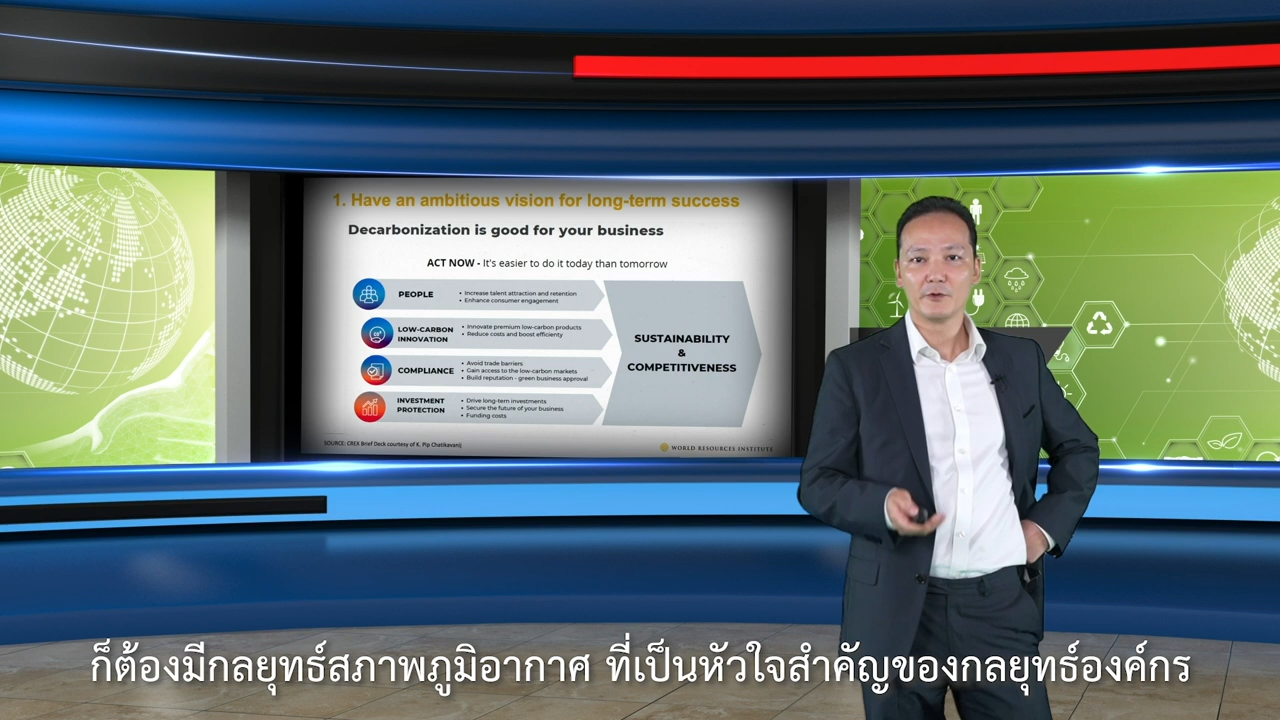 1. Have an ambitious vision for long-term success
Decarbonization is good for your business
ACT NOW - It's easier to do it today than tomorrow
PEOPLE
• Increase talent attraction and retention
• Enhance consumer engagement
LOW-CARBON
INNOVATION
• Innovate premium low-carbon products
• Reduce costs and boost efficienty
COMPLIANCE
• Avoid trade barriers
• Gain access to the low-carbon markets
• Build reputation - green business approval
INVESTMENT
PROTECTION
• Drive long-tern investments
• Secure the future of your business
• Funding costs
SUSTAINABILITY
&
COMPETITIVENESS
SOURCE: CREX Brief Deck courtesy of K. Pip Chatikavanij
WORLD RESOURCES INSTITUTE
ก็ต้องมีกลยุทธ์สภาพภูมิอากาศ ที่เป็นหัวใจสำคัญของกลยุทธ์องค์กร